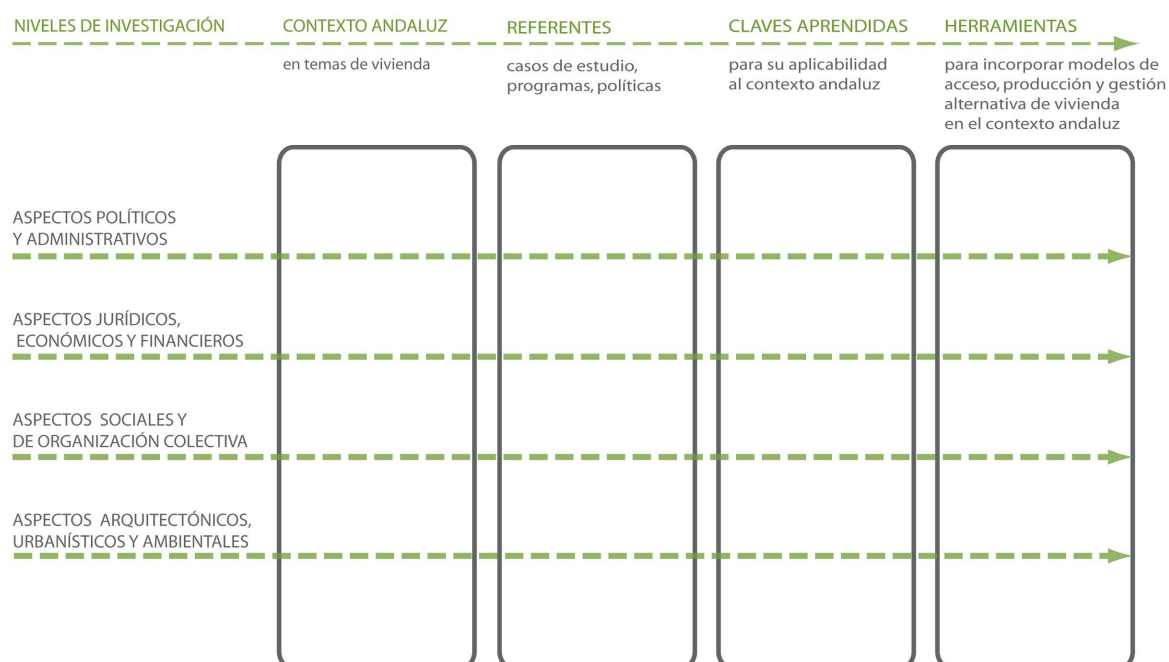 NIVELES DE INVESTIGACIÓN
CONTEXTO ANDALUZ
REFERENTES
CLAVES APRENDIDAS
HERRAMIENTAS
en temas de vivienda
casos de estudio,
programas, políticas
para su aplicabilidad
al contexto andaluz
para incorporar modelos de
acceso, producción y gestión
alternativa de vivienda
en el contexto andaluz
ASPECTOS POLÍTICOS
Y ADMINISTRATIVOS
ASPECTOS JURÍDICOS,
ECONÓMICOS Y FINANCIEROS
ASPECTOS SOCIALES Y
DE ORGANIZACIÓN COLECTIVA
ASPECTOS ARQUITECTÓNICOS,
URBANÍSTICOS Y AMBIENTALES